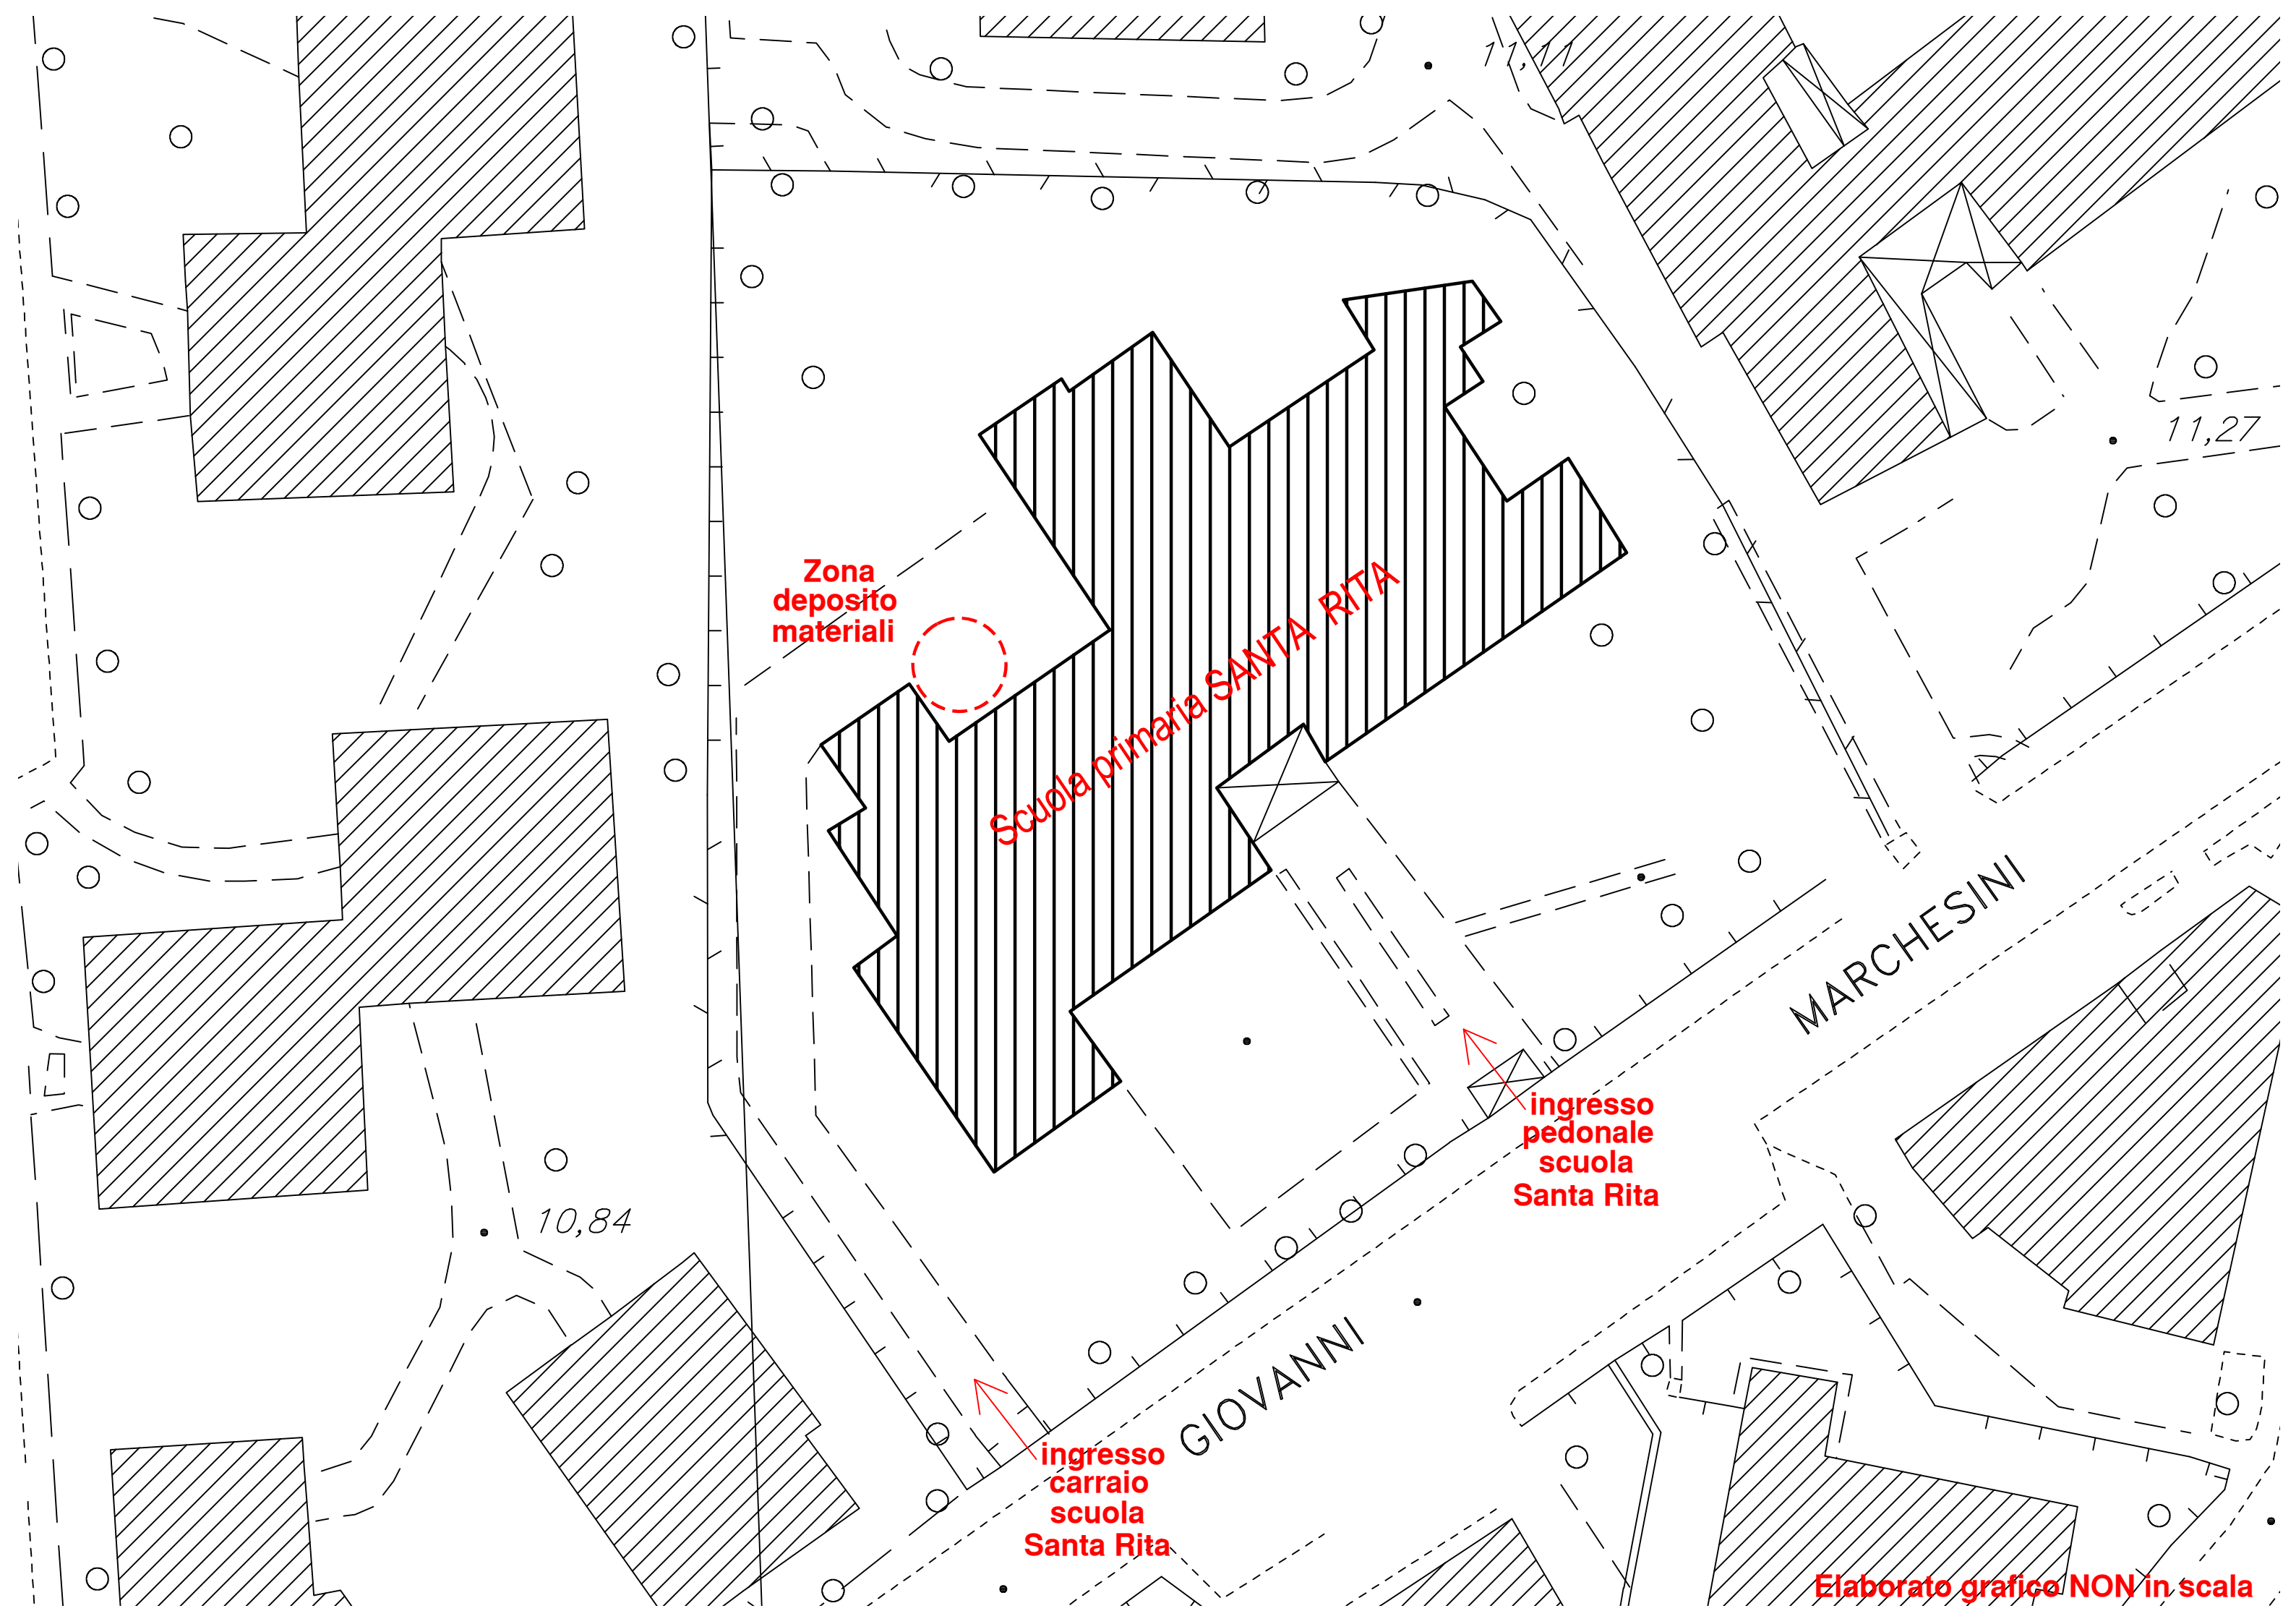 11,11
11,27
Zona
deposito
materiali
Scuola primaria SANTA RITA
MARCHESINI
ingresso
pedonale
scuola
Santa Rita
10,84
GIOVANNI
ingresso
carraio
scuola
Santa Rita
Elaborato grafico NON in scala